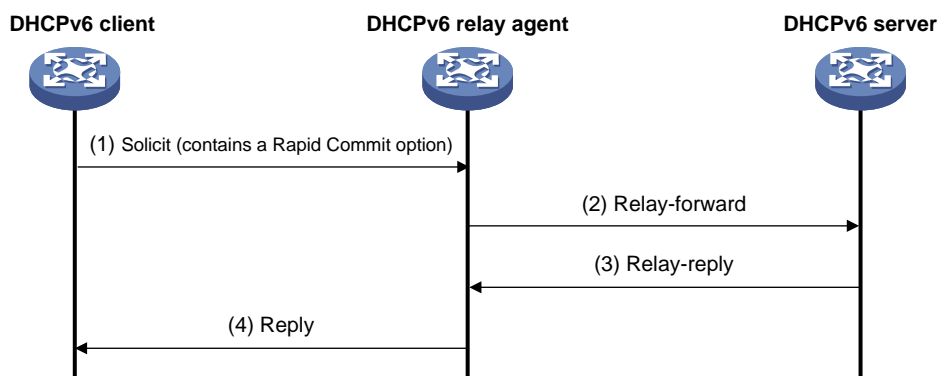 DHCPv6 client
DHCPv6 relay agent
DHCPv6 server
(1) Solicit (contains a Rapid Commit option)
(2) Relay-forward
(3) Relay-reply
(4) Reply